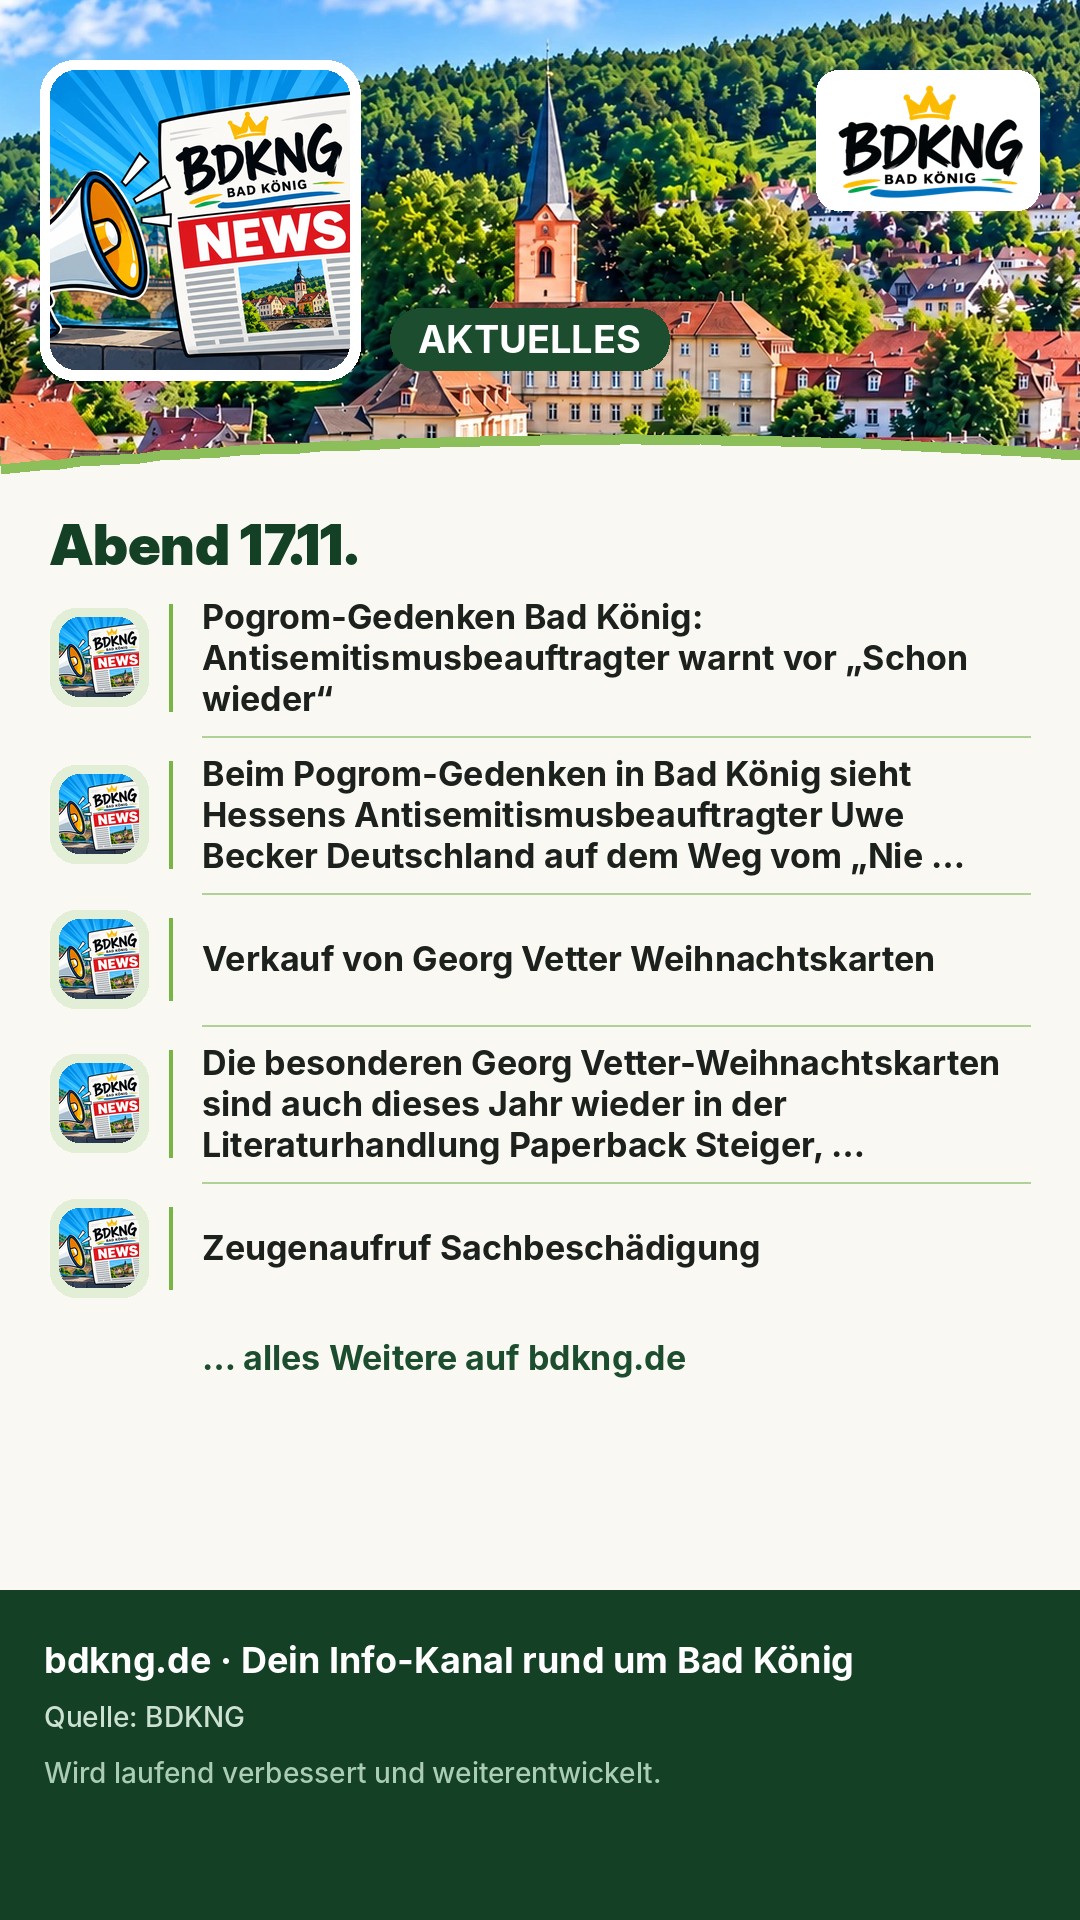 BDKNG
BAD KÖNIG
NEWS
BDKNG
BAD KÖNIG
AKTUELLES
Abend 17.11.
Pogrom-Gedenken Bad König:
Antisemitismusbeauftragter warnt vor „Schon
wieder“
Beim Pogrom-Gedenken in Bad König sieht
Hessens Antisemitismusbeauftragter Uwe
Becker Deutschland auf dem Weg vom „Nie ...
Verkauf von Georg Vetter Weihnachtskarten
Die besonderen Georg Vetter-Weihnachtskarten
sind auch dieses Jahr wieder in der
Literaturhandlung Paperback Steiger, ...
Zeugenaufruf Sachbeschädigung
... alles Weitere auf bdkng.de
bdkng.de · Dein Info-Kanal rund um Bad König
Quelle: BDKNG
Wird laufend verbessert und weiterentwickelt.